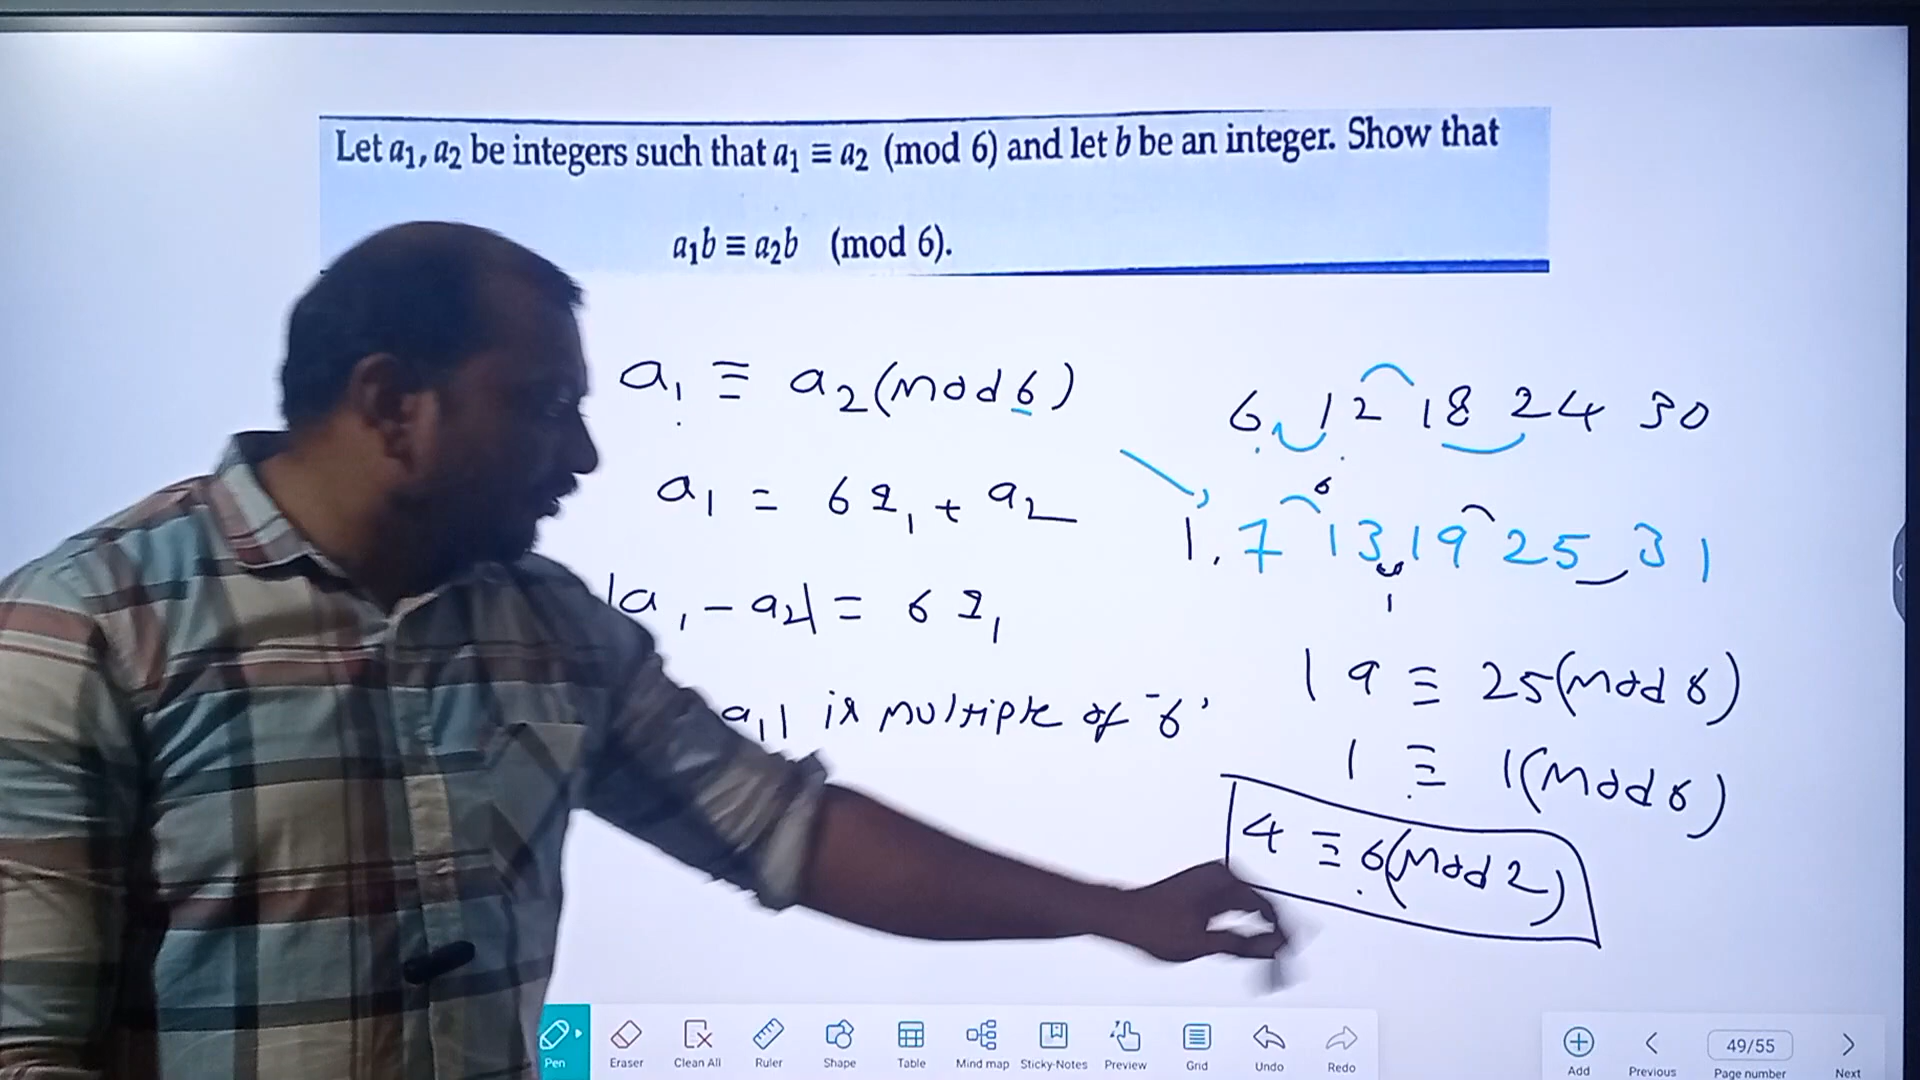 Let a₁, a₂ be integers such that a₁ ≡ a₂ (mod 6) and let b be an integer. Show that
a₁b ≡ a₂b (mod 6).
a₁ ≡ a₂(mod 6)
a₁ = 6q₁ + a₂
|a₁ - a₂| = 6q₁
a₁| is multiple of '6'
6, 12 18 24 30
6
1, 7 13, 19 25, 31
1
19 ≡ 25(mod 6)
1 ≡ 1(mod 6)
4 ≡ 6(mod 2)
Pen
Eraser
Clean All
Ruler
Shape
Table
Mind map
Sticky-Notes
Preview
Grid
Undo
Redo
Add
Previous
49/55
Page number
Next